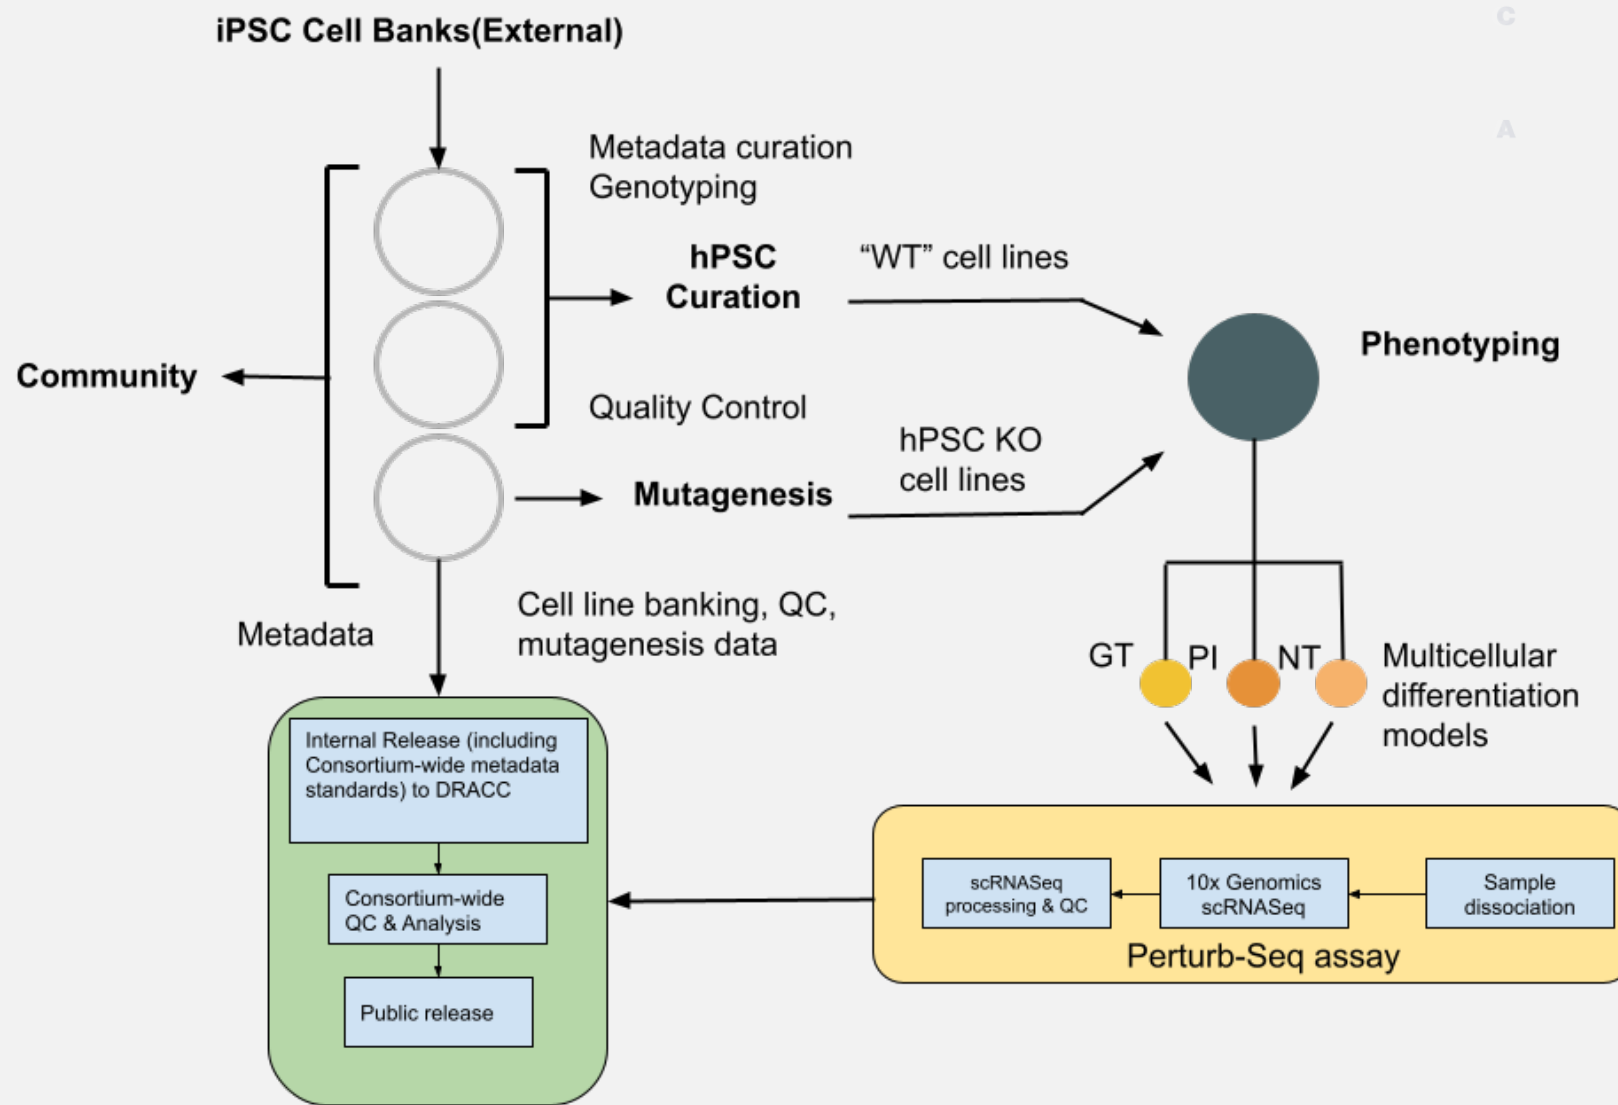 iPSC Cell Banks(External)
C
A
Metadata curation
Genotyping
hPSC
Curation
“WT” cell lines
Phenotyping
Community
Quality Control
hPSC KO
cell lines
Mutagenesis
Metadata
Cell line banking, QC,
mutagenesis data
GT
PI
NT
Multicellular
differentiation
models
Internal Release (including
Consortium-wide metadata
standards) to DRACC
Consortium-wide
QC & Analysis
Public release
scRNASeq
processing & QC
10x Genomics
scRNASeq
Sample
dissociation
Perturb-Seq assay